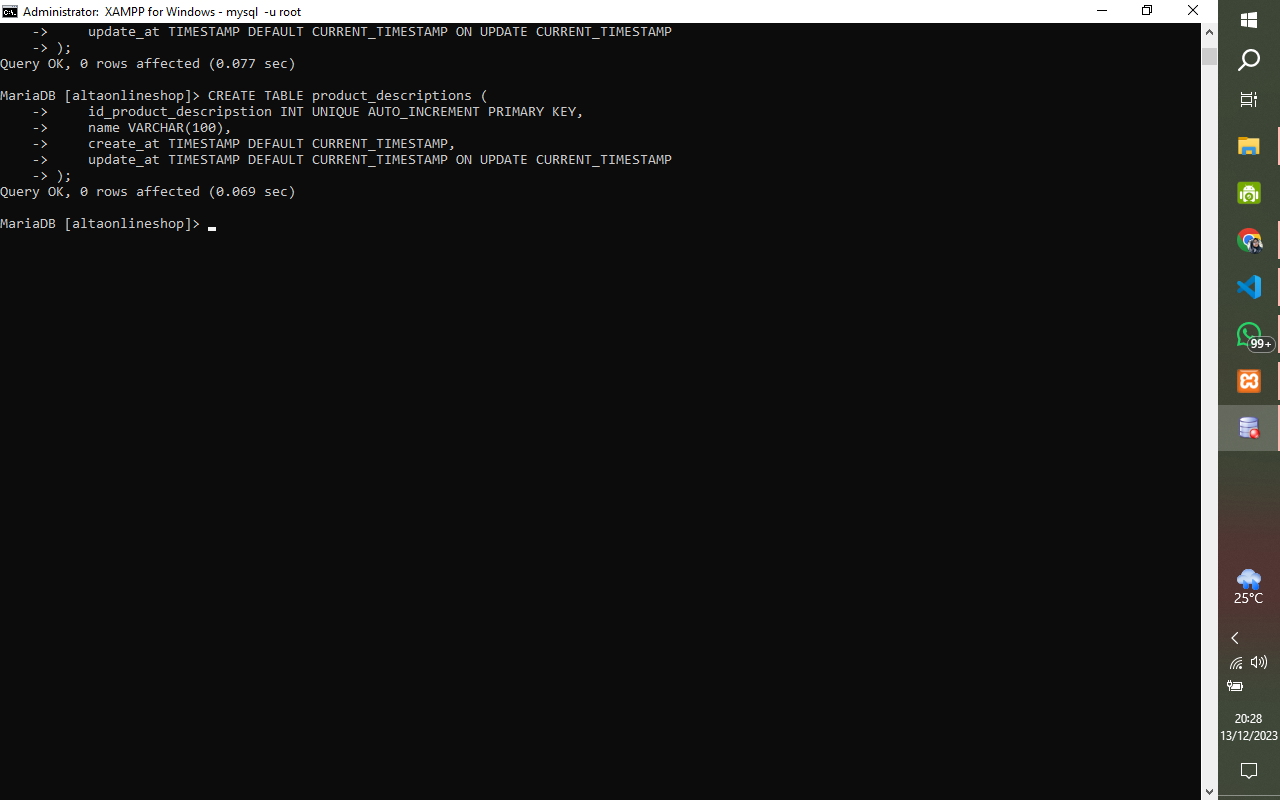 Administrator: XAMPP for Windows - mysql -u root
    ->     update_at TIMESTAMP DEFAULT CURRENT_TIMESTAMP ON UPDATE CURRENT_TIMESTAMP
    -> );
Query OK, 0 rows affected (0.077 sec)
MariaDB [altaonlineshop]> CREATE TABLE product_descriptions (
    ->     id_product_descripstion INT UNIQUE AUTO_INCREMENT PRIMARY KEY,
    ->     name VARCHAR(100),
    ->     create_at TIMESTAMP DEFAULT CURRENT_TIMESTAMP,
    ->     update_at TIMESTAMP DEFAULT CURRENT_TIMESTAMP ON UPDATE CURRENT_TIMESTAMP
    -> );
Query OK, 0 rows affected (0.069 sec)
MariaDB [altaonlineshop]>
99+
25°C
20:28
13/12/2023